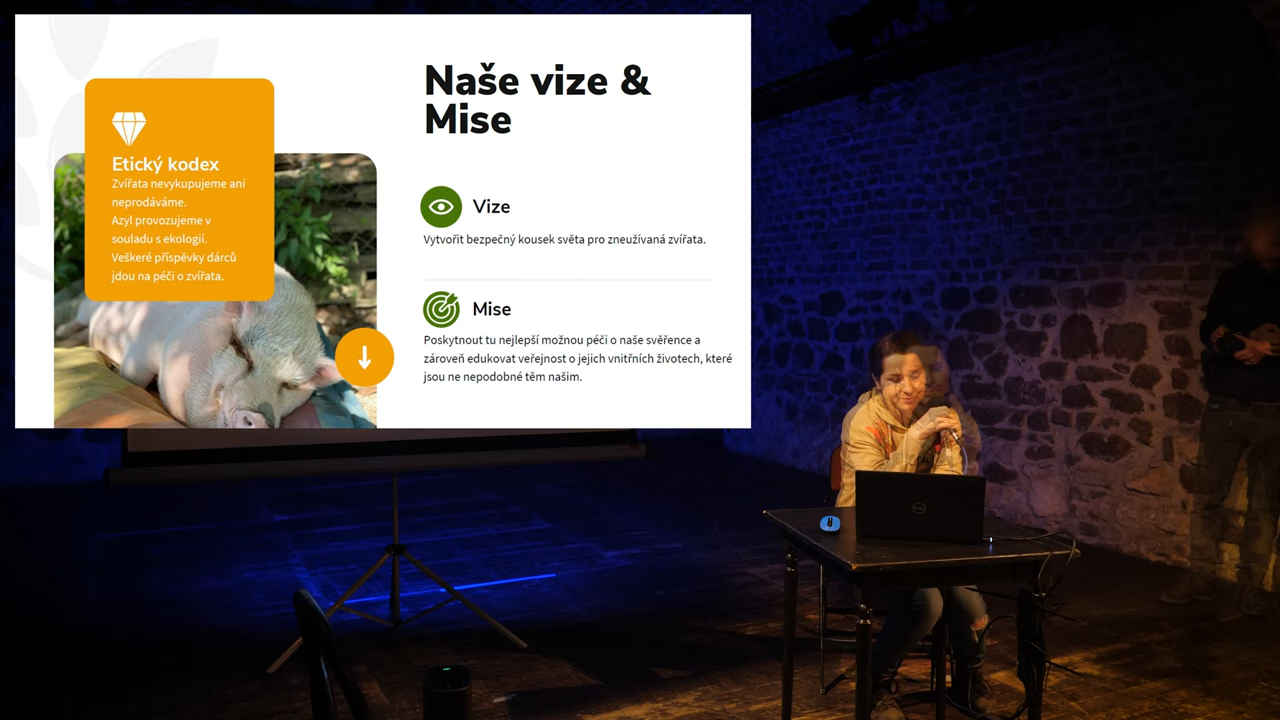 Naše vize &
Mise
Etický kodex
Zvířata nevykupujeme ani
neprodáváme.
Azyl provozujeme v
souladu s ekologií.
Veškeré příspěvky dárců
jdou na péči o zvířata.
Vize
Vytvořit bezpečný kousek světa pro zneužívaná zvířata.
Mise
Poskytnout tu nejlepší možnou péči o naše svěřence a
zároveň edukovat veřejnost o jejich vnitřních životech, které
jsou ne nepodobné těm našim.
DELL